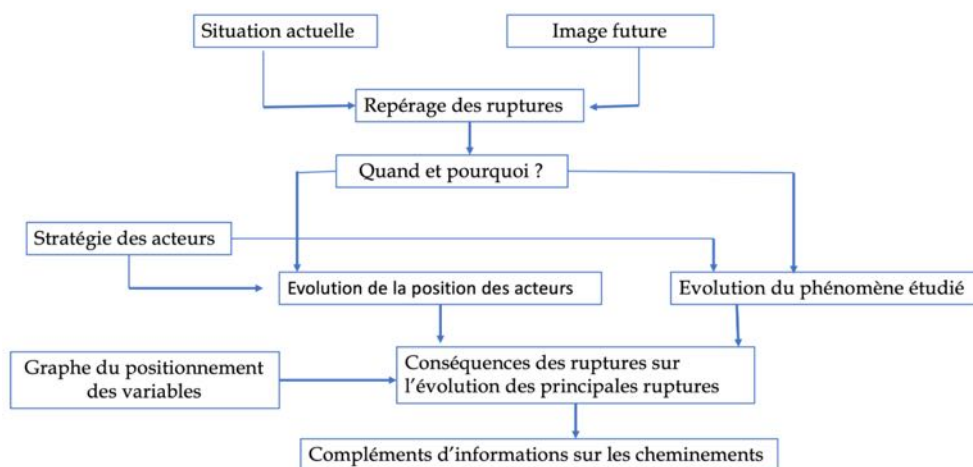 Situation actuelle
Image future
Repérage des ruptures
Quand et pourquoi ?
Stratégie des acteurs
Evolution de la position des acteurs
Evolution du phénomène étudié
Graphe du positionnement
des variables
Conséquences des ruptures sur
l’évolution des principales ruptures
Compléments d’informations sur les cheminements